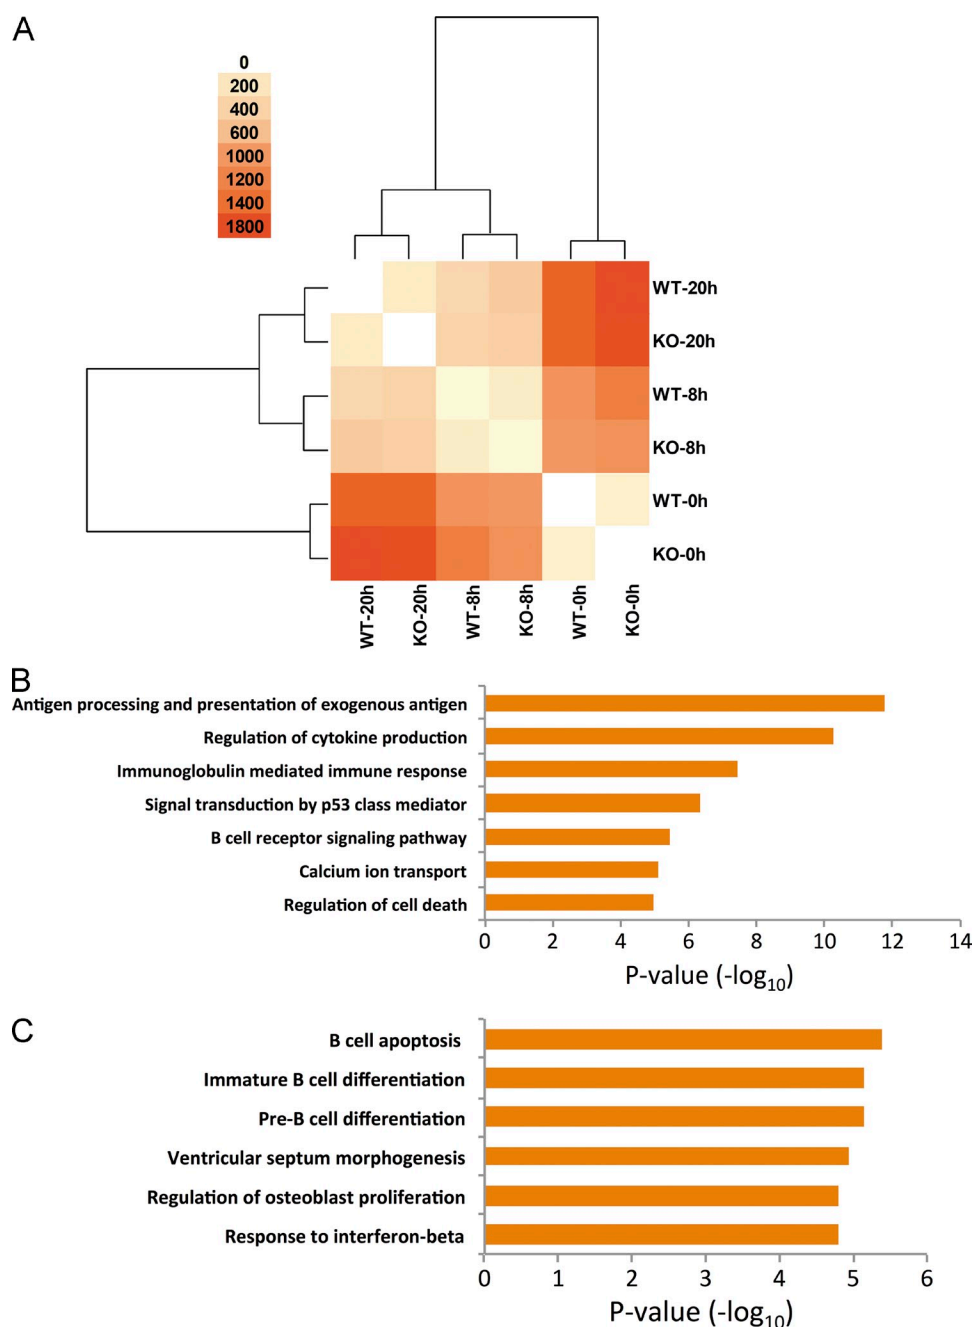 A
0
200
400
600
1000
1200
1400
1800
WT-20h
KO-20h
WT-8h
KO-8h
WT-0h
KO-0h
WT-20h
KO-20h
WT-8h
KO-8h
WT-0h
KO-0h
B
Antigen processing and presentation of exogenous antigen
Regulation of cytokine production
Immunoglobulin mediated immune response
Signal transduction by p53 class mediator
B cell receptor signaling pathway
Calcium ion transport
Regulation of cell death
0 2 4 6 8 10 12 14
P-value (-log10)
C
B cell apoptosis
Immature B cell differentiation
Pre-B cell differentiation
Ventricular septum morphogenesis
Regulation of osteoblast proliferation
Response to interferon-beta
0 1 2 3 4 5 6
P-value (-log10)